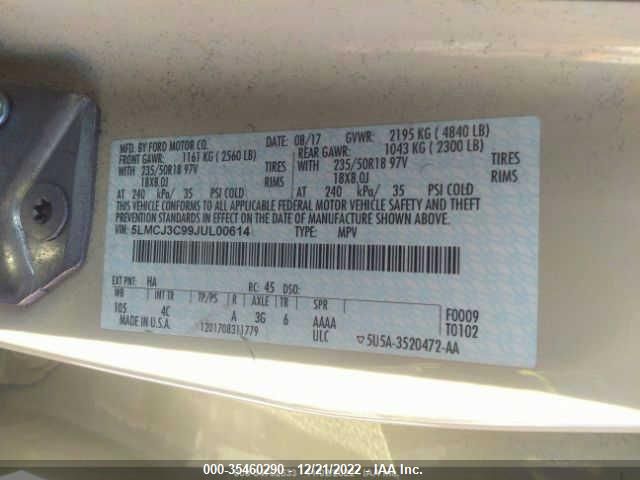 MFD. BY FORD MOTOR CO. DATE: 08/17 GVWR: 2195 KG ( 4840 LB)
FRONT GAWR: 1161 KG ( 2560 LB) REAR GAWR: 1043 KG ( 2300 LB)
WITH 235/50R18 97V TIRES WITH 235/50R18 97V TIRES
18X8.0J RIMS 18X8.0J RIMS
AT 240 kPa/ 35 PSI COLD AT 240 kPa/ 35 PSI COLD
THIS VEHICLE CONFORMS TO ALL APPLICABLE FEDERAL MOTOR VEHICLE SAFETY AND THEFT
PREVENTION STANDARDS IN EFFECT ON THE DATE OF MANUFACTURE SHOWN ABOVE.
VIN: 5LMCJ3C99JUL00614 TYPE: MPV
EXT PNT: HA RC: 45 DSO:
WB INT TR TP/PS R AXLE TR SPR
105 4C A 3G 6 AAAA F0009
MADE IN U.S.A. 1201708311779 ULC T0102
5U5A-3520472-AA
000-35460290 - 12/21/2022 - IAA Inc.